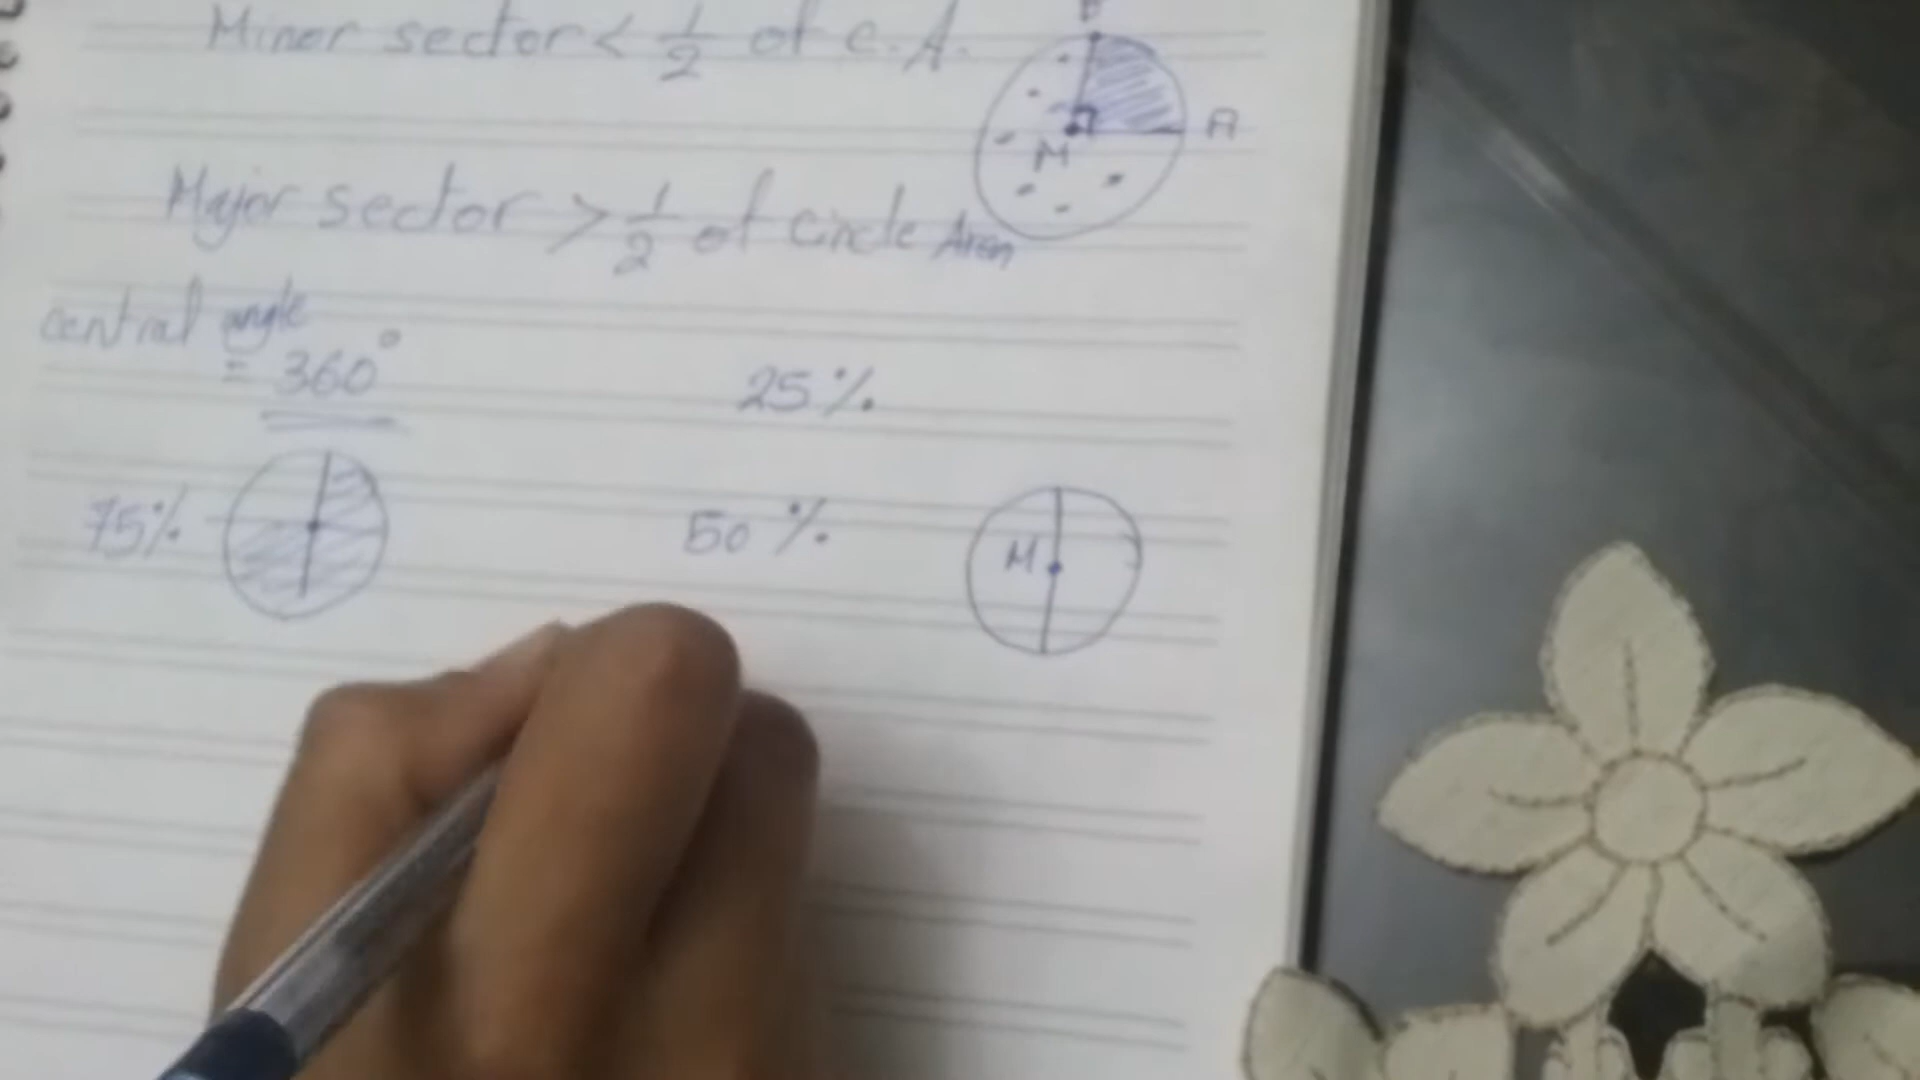 Minor sector < 1/2 of C.A.
A
M
Major sector > 1/2 of circle Area
central angle
= 360°
25%
75%
50%
M